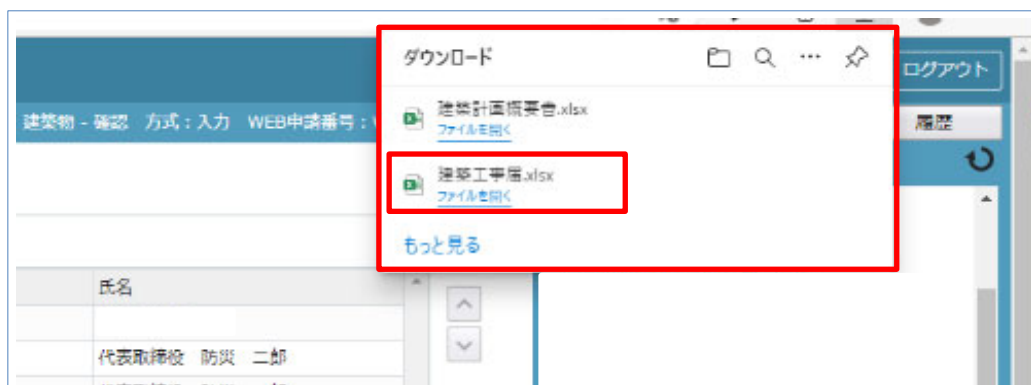 ダウンロード
ログアウト
建築計画概要書.xlsx
ファイルを開く
建築物 - 確認 方式：入力 WEB申請番号：
履歴
建築工事届.xlsx
ファイルを開く
もっと見る
氏名
代表取締役 防災 二郎